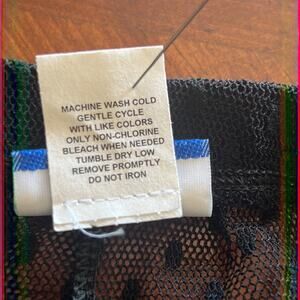 MACHINE WASH COLD
GENTLE CYCLE
WITH LIKE COLORS
ONLY NON-CHLORINE
BLEACH WHEN NEEDED
TUMBLE DRY LOW
REMOVE PROMPTLY
DO NOT IRON